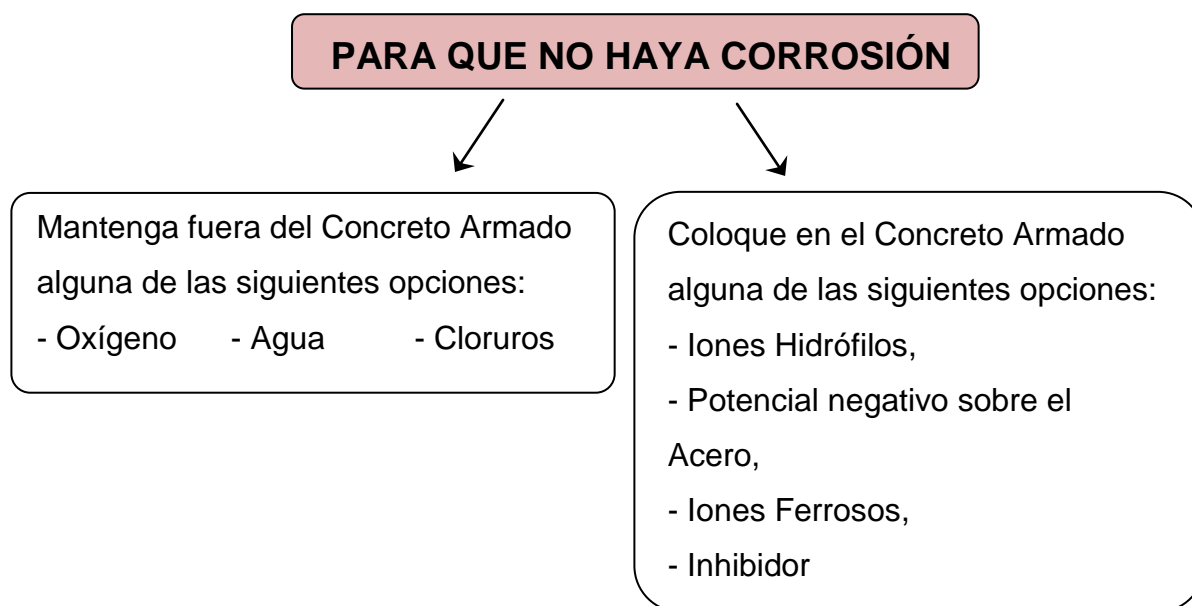 PARA QUE NO HAYA CORROSIÓN
Mantenga fuera del Concreto Armado
alguna de las siguientes opciones:
- Oxígeno - Agua - Cloruros
Coloque en el Concreto Armado
alguna de las siguientes opciones:
- Iones Hidrófilos,
- Potencial negativo sobre el
Acero,
- Iones Ferrosos,
- Inhibidor